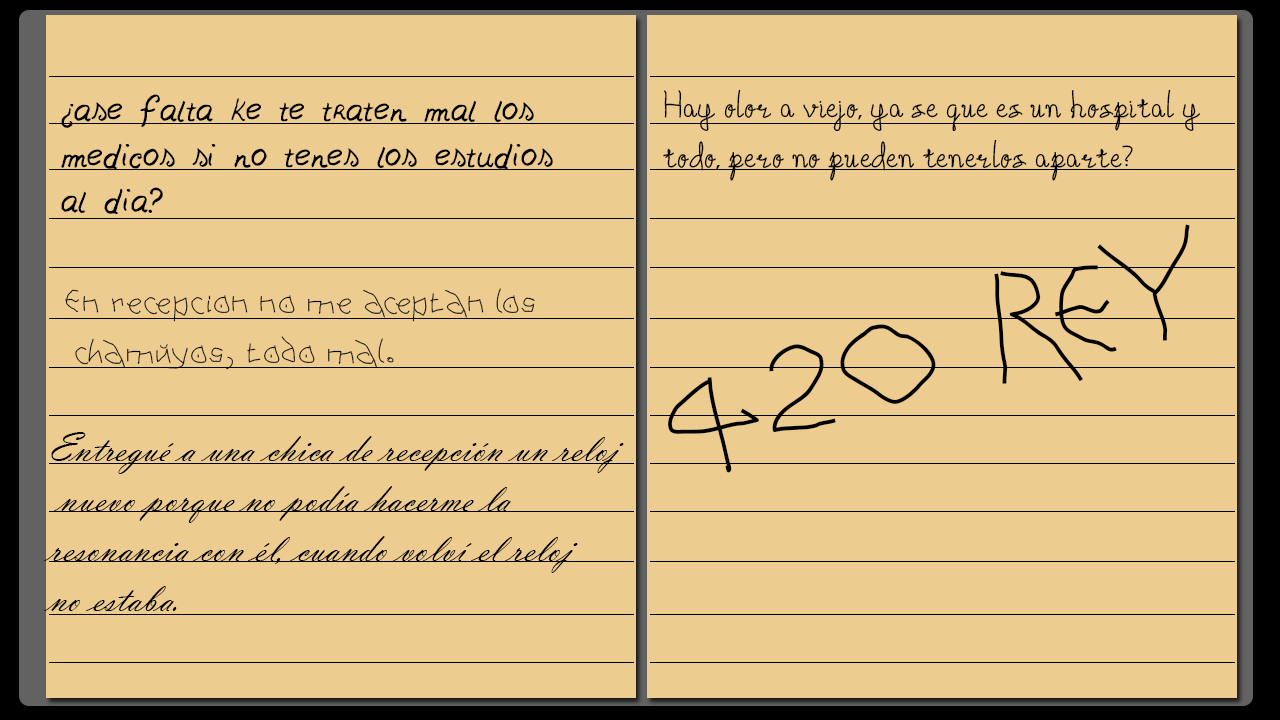 ¿ase falta ke te traten mal los
medicos si no tenes los estudios
al dia?
En recepcion no me aceptan los
chamuyos, todo mal.
Entregué a una chica de recepción un reloj
nuevo porque no podía hacerme la
resonancia con él, cuando volví el reloj
no estaba.
Hay olor a viejo, ya se que es un hospital y
todo, pero no pueden tenerlos aparte?
420 REY